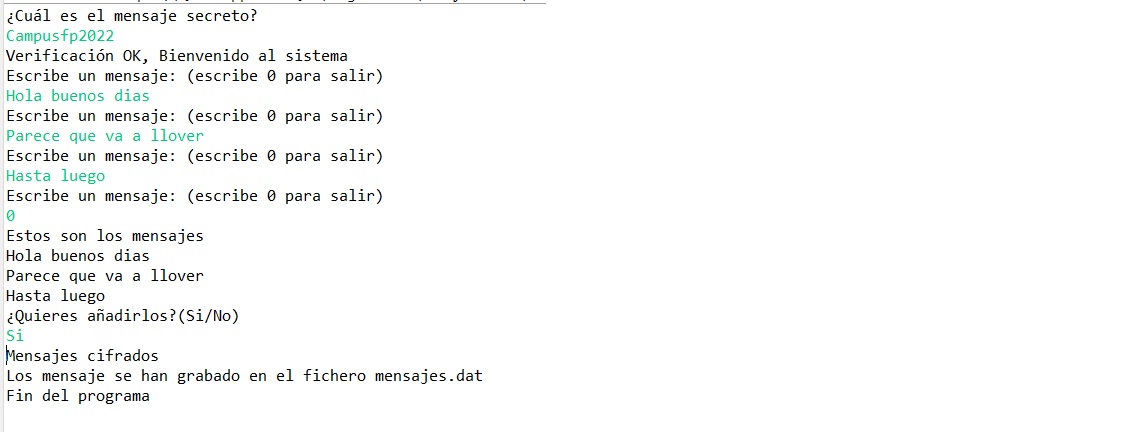 ¿Cuál es el mensaje secreto?
Campusfp2022
Verificación OK, Bienvenido al sistema
Escribe un mensaje: (escribe 0 para salir)
Hola buenos dias
Escribe un mensaje: (escribe 0 para salir)
Parece que va a llover
Escribe un mensaje: (escribe 0 para salir)
Hasta luego
Escribe un mensaje: (escribe 0 para salir)
0
Estos son los mensajes
Hola buenos dias
Parece que va a llover
Hasta luego
¿Quieres añadirlos?(Si/No)
Si
Mensajes cifrados
Los mensaje se han grabado en el fichero mensajes.dat
Fin del programa